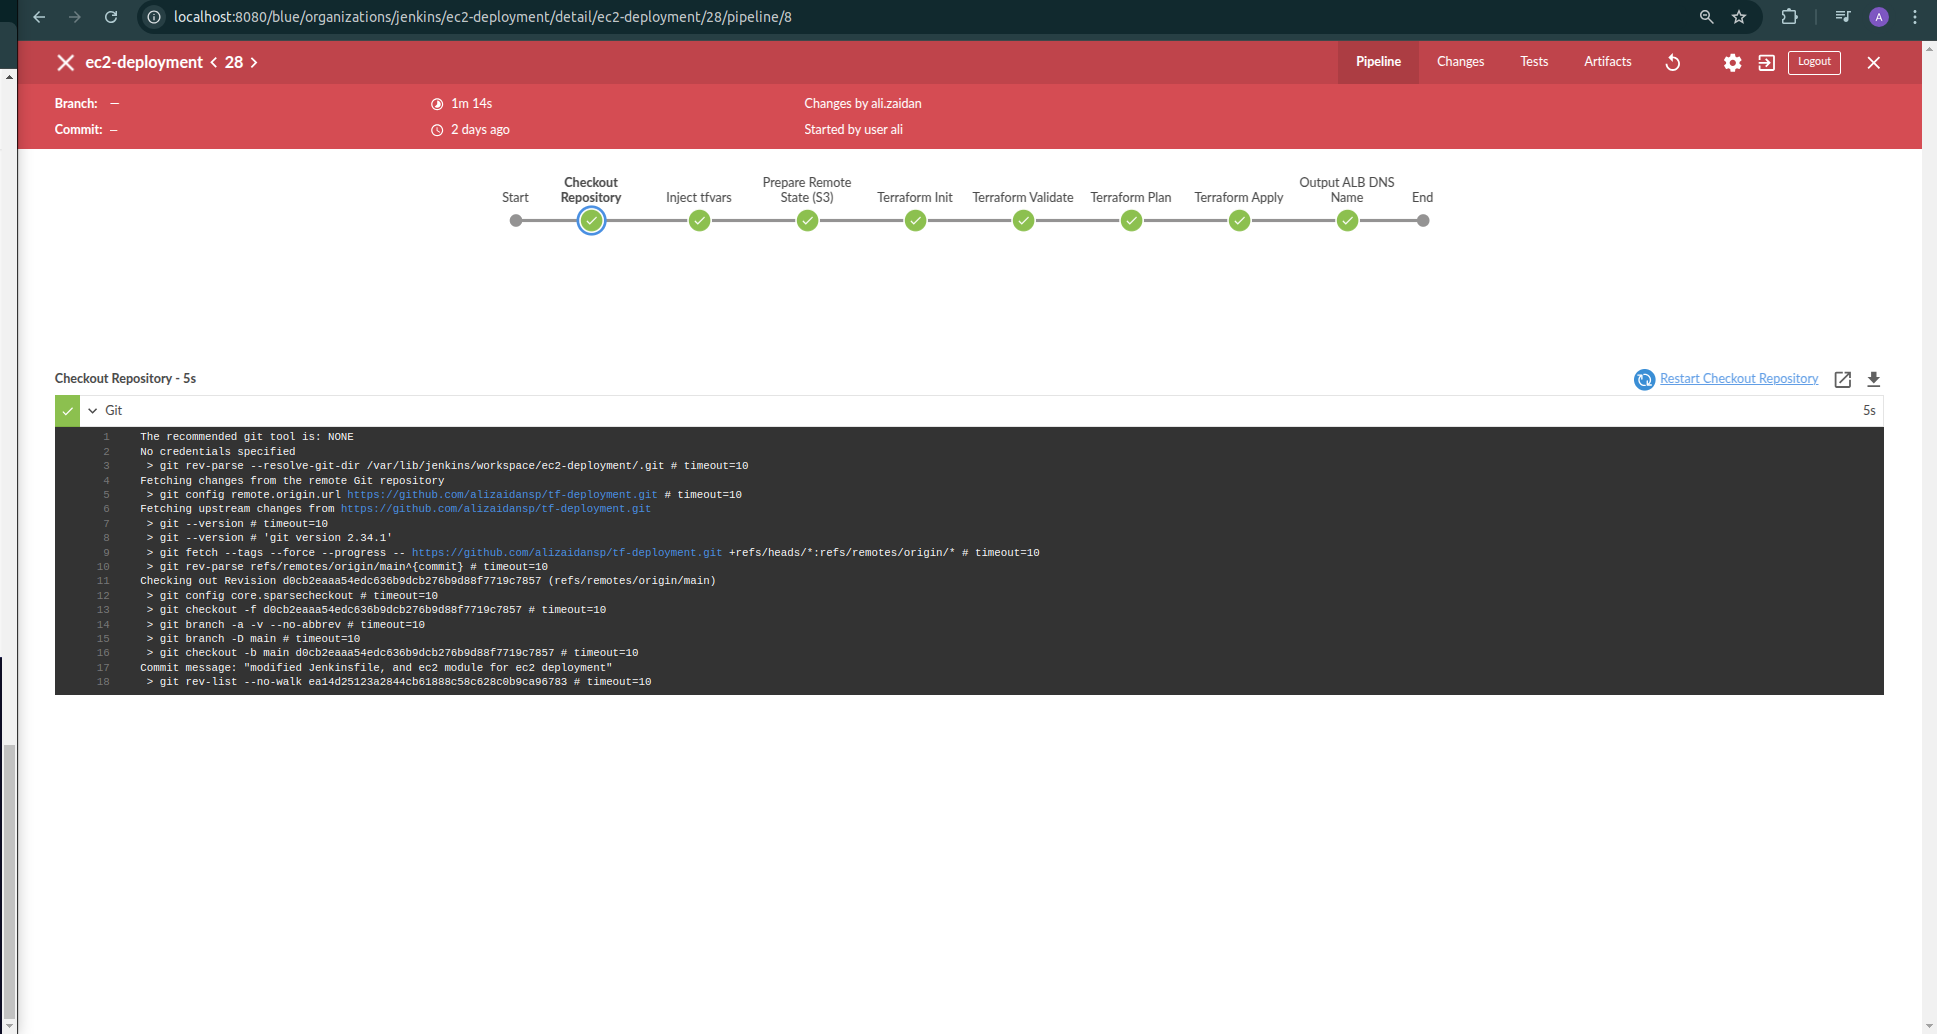 localhost:8080/blue/organizations/jenkins/ec2-deployment/detail/ec2-deployment/28/pipeline/8
A
ec2-deployment < 28 >
Pipeline Changes Tests Artifacts Logout
Branch: — 1m 14s Changes by ali.zaidan
Commit: – 2 days ago Started by user ali
Start
Checkout
Repository
Inject tfvars
Prepare Remote
State (S3)
Terraform Init
Terraform Validate
Terraform Plan
Terraform Apply
Output ALB DNS
Name
End
Checkout Repository - 5s Restart Checkout Repository
Git 5s
1 The recommended git tool is: NONE
2 No credentials specified
3 > git rev-parse --resolve-git-dir /var/lib/jenkins/workspace/ec2-deployment/.git # timeout=10
4 Fetching changes from the remote Git repository
5 > git config remote.origin.url https://github.com/alizaidansp/tf-deployment.git # timeout=10
6 Fetching upstream changes from https://github.com/alizaidansp/tf-deployment.git
7 > git --version # timeout=10
8 > git --version # 'git version 2.34.1'
9 > git fetch --tags --force --progress -- https://github.com/alizaidansp/tf-deployment.git +refs/heads/*:refs/remotes/origin/* # timeout=10
10 > git rev-parse refs/remotes/origin/main^{commit} # timeout=10
11 Checking out Revision d0cb2eaaa54edc636b9dcb276b9d88f7719c7857 (refs/remotes/origin/main)
12 > git config core.sparsecheckout # timeout=10
13 > git checkout -f d0cb2eaaa54edc636b9dcb276b9d88f7719c7857 # timeout=10
14 > git branch -a -v --no-abbrev # timeout=10
15 > git branch -D main # timeout=10
16 > git checkout -b main d0cb2eaaa54edc636b9dcb276b9d88f7719c7857 # timeout=10
17 Commit message: "modified Jenkinsfile, and ec2 module for ec2 deployment"
18 > git rev-list --no-walk ea14d25123a2844cb61888c58c628c0b9ca96783 # timeout=10